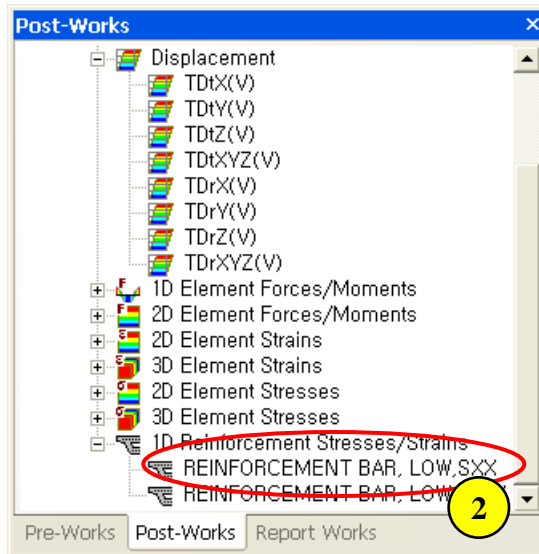 Post-Works
Displacement
TDtX(V)
TDtY(V)
TDtZ(V)
TDtXYZ(V)
TDrX(V)
TDrY(V)
TDrZ(V)
TDrXYZ(V)
1D Element Forces/Moments
2D Element Forces/Moments
2D Element Strains
3D Element Strains
2D Element Stresses
3D Element Stresses
1D Reinforcement Stresses/Strains
REINFORCEMENT BAR, LOW,SXX
REINFORCEMENT BAR, LOW
2
Pre-Works Post-Works Report Works